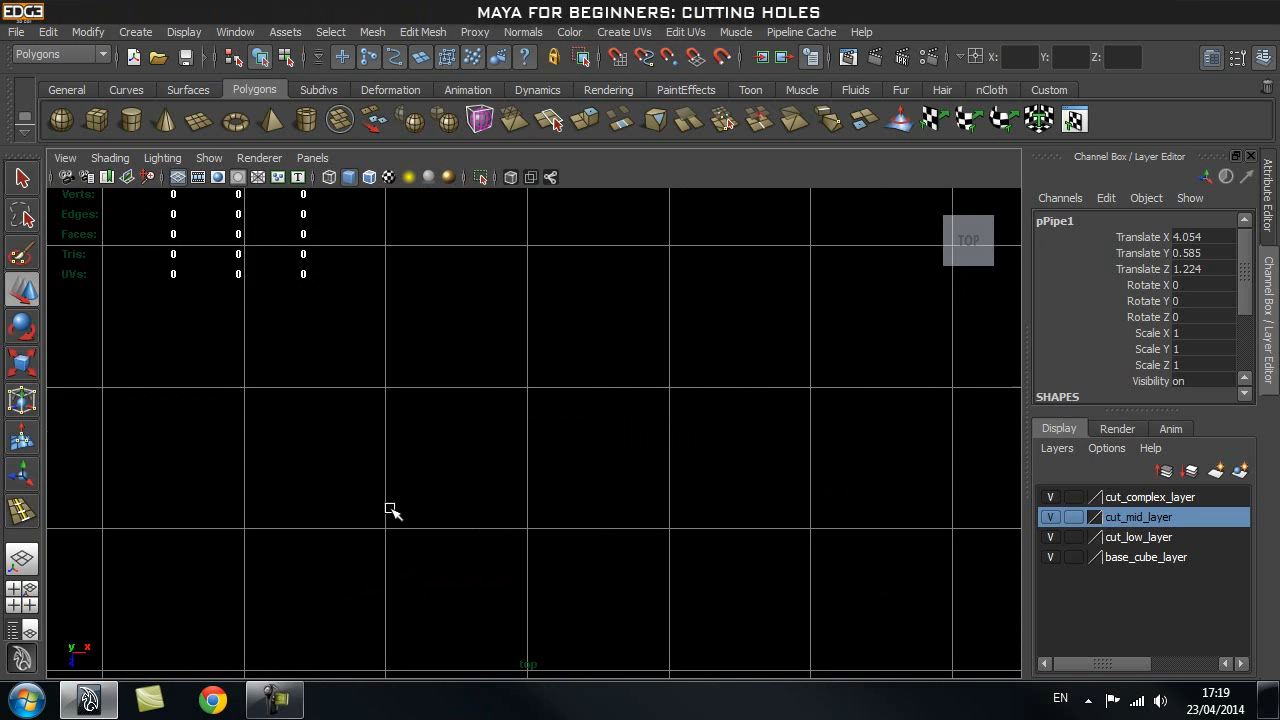 EDGE
MAYA FOR BEGINNERS: CUTTING HOLES
File Edit Modify Create Display Window Assets Select Mesh Edit Mesh Proxy Normals Color Create UVs Edit UVs Muscle Pipeline Cache Help
Polygons X: Y: Z:
General Curves Surfaces Polygons Subdivs Deformation Animation Dynamics Rendering PaintEffects Toon Muscle Fluids Fur Hair nCloth Custom
View Shading Lighting Show Renderer Panels
Verts: 0 0 0
Edges: 0 0 0
Faces: 0 0 0
Tris: 0 0 0
UVs: 0 0 0
TOP
y x
z
top
Channel Box / Layer Editor
Channels Edit Object Show
pPipe1
Translate X 4.054
Translate Y 0.585
Translate Z 1.224
Rotate X 0
Rotate Y 0
Rotate Z 0
Scale X 1
Scale Y 1
Scale Z 1
Visibility on
SHAPES
Display Render Anim
Layers Options Help
V cut_complex_layer
V cut_mid_layer
V cut_low_layer
V base_cube_layer
Attribute Editor
Channel Box / Layer Editor
EN
17:19
23/04/2014